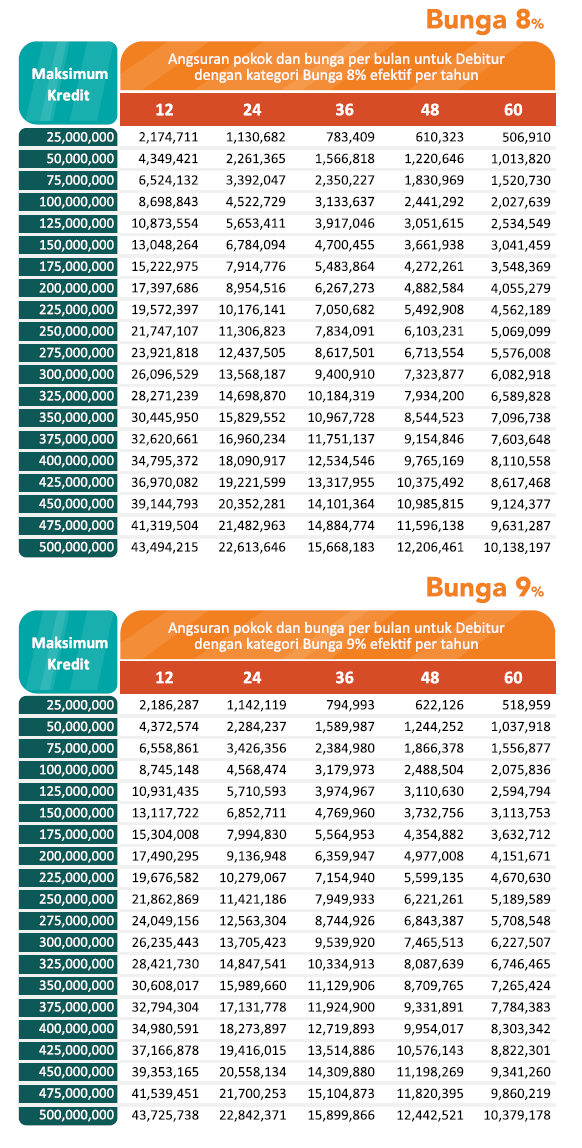 Bunga 8%
Maksimum Kredit
Angsuran pokok dan bunga per bulan untuk Debitur
dengan kategori Bunga 8% efektif per tahun
12 24 36 48 60
25,000,000 2,174,711 1,130,682 783,409 610,323 506,910
50,000,000 4,349,421 2,261,365 1,566,818 1,220,646 1,013,820
75,000,000 6,524,132 3,392,047 2,350,227 1,830,969 1,520,730
100,000,000 8,698,843 4,522,729 3,133,637 2,441,292 2,027,639
125,000,000 10,873,554 5,653,411 3,917,046 3,051,615 2,534,549
150,000,000 13,048,264 6,784,094 4,700,455 3,661,938 3,041,459
175,000,000 15,222,975 7,914,776 5,483,864 4,272,261 3,548,369
200,000,000 17,397,686 8,954,516 6,267,273 4,882,584 4,055,279
225,000,000 19,572,397 10,176,141 7,050,682 5,492,908 4,562,189
250,000,000 21,747,107 11,306,823 7,834,091 6,103,231 5,069,099
275,000,000 23,921,818 12,437,505 8,617,501 6,713,554 5,576,008
300,000,000 26,096,529 13,568,187 9,400,910 7,323,877 6,082,918
325,000,000 28,271,239 14,698,870 10,184,319 7,934,200 6,589,828
350,000,000 30,445,950 15,829,552 10,967,728 8,544,523 7,096,738
375,000,000 32,620,661 16,960,234 11,751,137 9,154,846 7,603,648
400,000,000 34,795,372 18,090,917 12,534,546 9,765,169 8,110,558
425,000,000 36,970,082 19,221,599 13,317,955 10,375,492 8,617,468
450,000,000 39,144,793 20,352,281 14,101,364 10,985,815 9,124,377
475,000,000 41,319,504 21,482,963 14,884,774 11,596,138 9,631,287
500,000,000 43,494,215 22,613,646 15,668,183 12,206,461 10,138,197
Bunga 9%
Maksimum Kredit
Angsuran pokok dan bunga per bulan untuk Debitur
dengan kategori Bunga 9% efektif per tahun
12 24 36 48 60
25,000,000 2,186,287 1,142,119 794,993 622,126 518,959
50,000,000 4,372,574 2,284,237 1,589,987 1,244,252 1,037,918
75,000,000 6,558,861 3,426,356 2,384,980 1,866,378 1,556,877
100,000,000 8,745,148 4,568,474 3,179,973 2,488,504 2,075,836
125,000,000 10,931,435 5,710,593 3,974,967 3,110,630 2,594,794
150,000,000 13,117,722 6,852,711 4,769,960 3,732,756 3,113,753
175,000,000 15,304,008 7,994,830 5,564,953 4,354,882 3,632,712
200,000,000 17,490,295 9,136,948 6,359,947 4,977,008 4,151,671
225,000,000 19,676,582 10,279,067 7,154,940 5,599,135 4,670,630
250,000,000 21,862,869 11,421,186 7,949,933 6,221,261 5,189,589
275,000,000 24,049,156 12,563,304 8,744,926 6,843,387 5,708,548
300,000,000 26,235,443 13,705,423 9,539,920 7,465,513 6,227,507
325,000,000 28,421,730 14,847,541 10,334,913 8,087,639 6,746,465
350,000,000 30,608,017 15,989,660 11,129,906 8,709,765 7,265,424
375,000,000 32,794,304 17,131,778 11,924,900 9,331,891 7,784,383
400,000,000 34,980,591 18,273,897 12,719,893 9,954,017 8,303,342
425,000,000 37,166,878 19,416,015 13,514,886 10,576,143 8,822,301
450,000,000 39,353,165 20,558,134 14,309,880 11,198,269 9,341,260
475,000,000 41,539,451 21,700,253 15,104,873 11,820,395 9,860,219
500,000,000 43,725,738 22,842,371 15,899,866 12,442,521 10,379,178